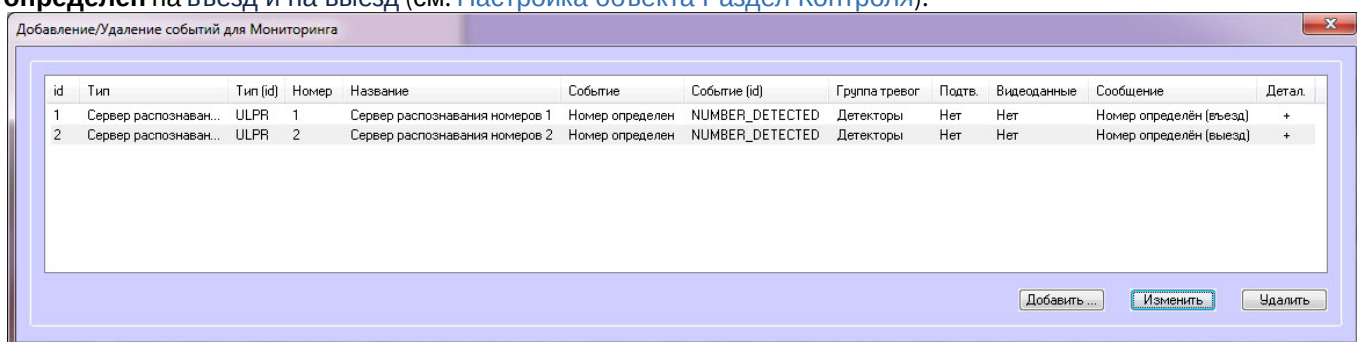 определен на въезд и на выезд (см. Настройка объекта Раздел Контроля):
Добавление/Удаление событий для Мониторинга
id Тип Тип (id) Номер Название Событие Событие (id) Группа тревог Подтв. Видеоданные Сообщение Детал.
1 Сервер распознаван... ULPR 1 Сервер распознавания номеров 1 Номер определен NUMBER_DETECTED Детекторы Нет Нет Номер определён (въезд) +
2 Сервер распознаван... ULPR 2 Сервер распознавания номеров 2 Номер определен NUMBER_DETECTED Детекторы Нет Нет Номер определён (выезд) +
Добавить ... Изменить Удалить